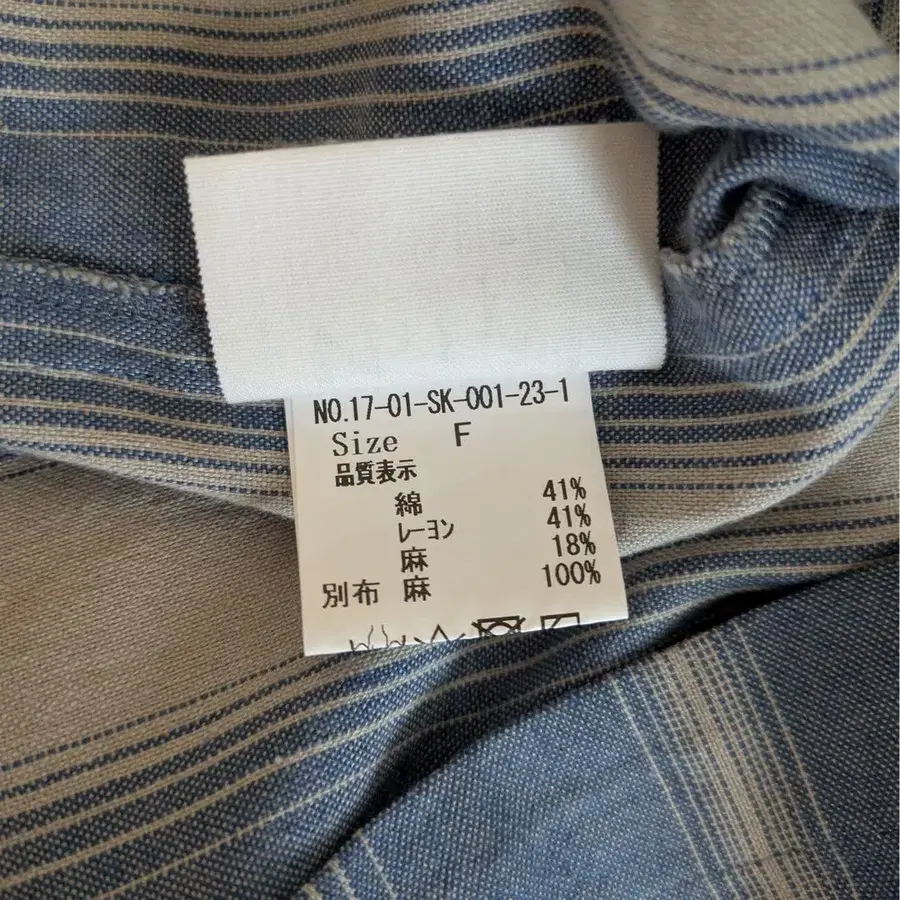 NO.17-01-SK-001-23-1
Size F
品質表示
綿 41%
レーヨン 41%
麻 18%
別布 麻 100%